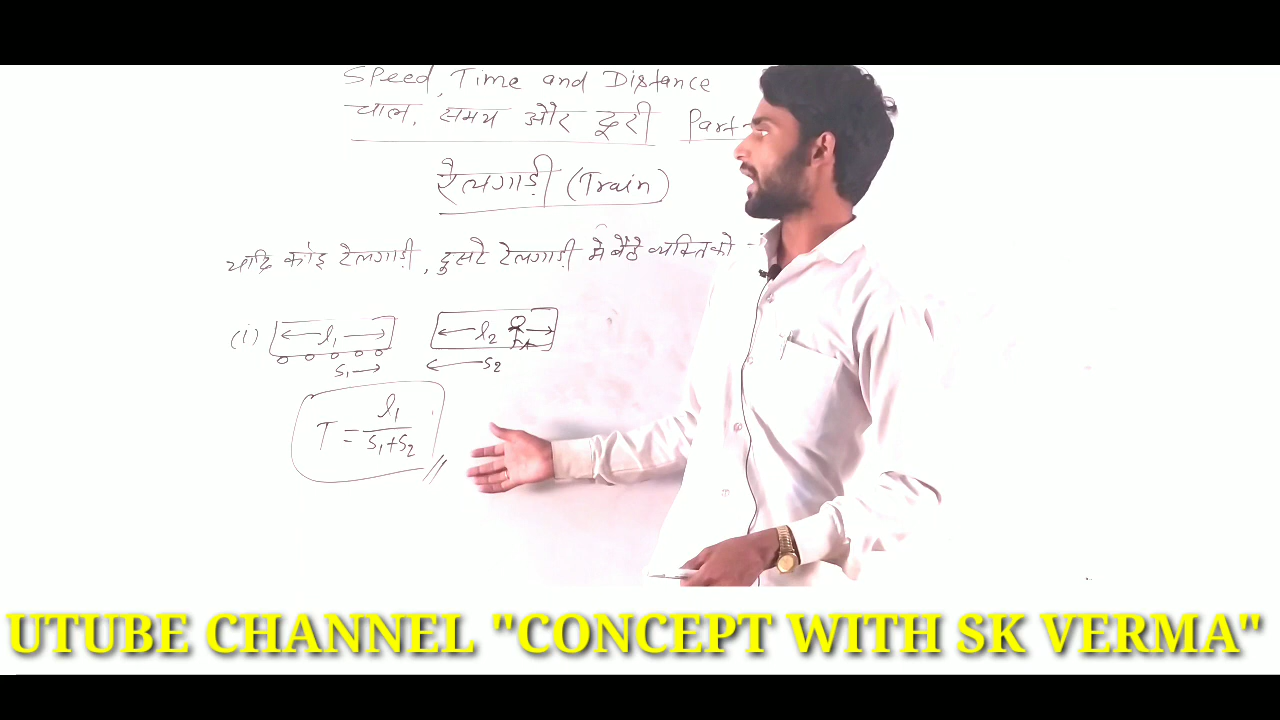 Speed, Time and Distance
चाल, समय और दूरी Part-
रेलगाड़ी (Train)
यदि कोई रेलगाड़ी, दुसरे रेलगाड़ी मे बैठे व्यक्ति को -
(i) l₁ l₂
S₁ S₂
T = l₁ / S₁+S₂
UTUBE CHANNEL "CONCEPT WITH SK VERMA"